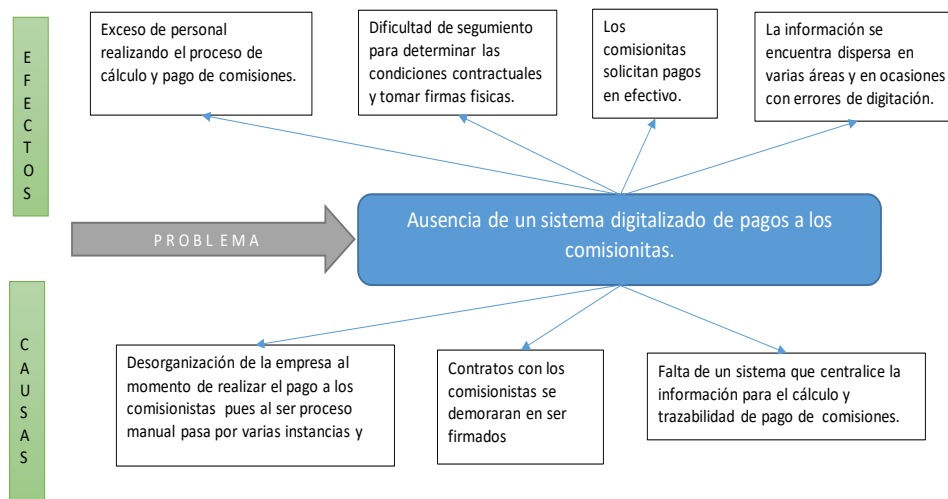 EFECTOS
Exceso de personal
realizando el proceso de
cálculo y pago de comisiones.
Dificultad de segumiento
para determinar las
condiciones contractuales
y tomar firmas fisicas.
Los
comisionitas
solicitan pagos
en efectivo.
La información se
encuentra dispersa en
varias áreas y en ocasiones
con errores de digitación.
PROBLEMA
Ausencia de un sistema digitalizado de pagos a los
comisionitas.
CAUSAS
Desorganización de la empresa al
momento de realizar el pago a los
comisionistas pues al ser proceso
manual pasa por varias instancias y
Contratos con los
comisionistas se
demoraran en ser
firmados
Falta de un sistema que centralice la
información para el cálculo y
trazabilidad de pago de comisiones.